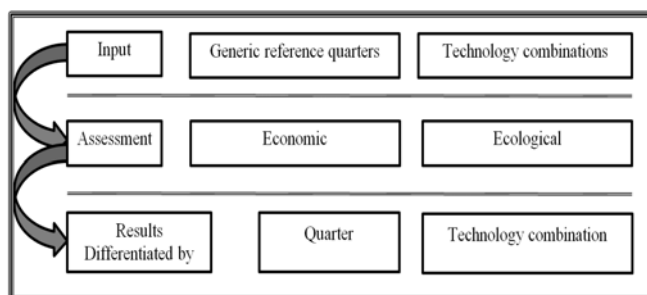 Input
Generic reference quarters
Technology combinations
Assessment
Economic
Ecological
Results
Differentiated by
Quarter
Technology combination